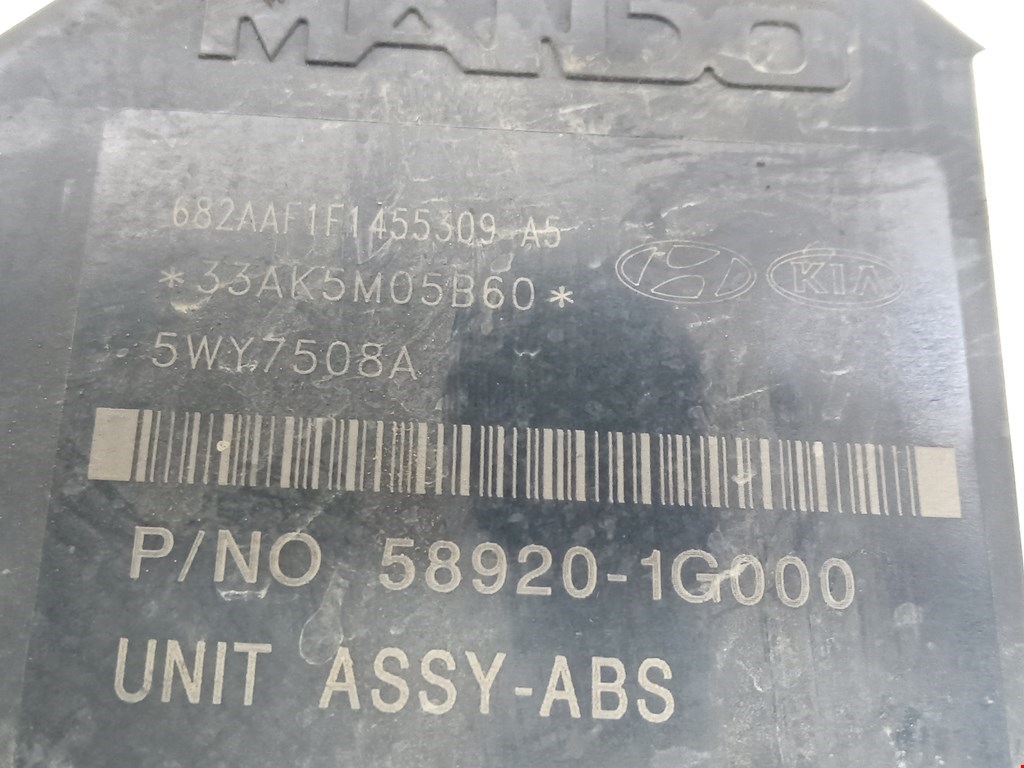 MANDO
682AAF1F1455309 A5
*33AK5M05B60*
KIA
5WY7508A
P/NO 58920-1G000
UNIT ASSY-ABS